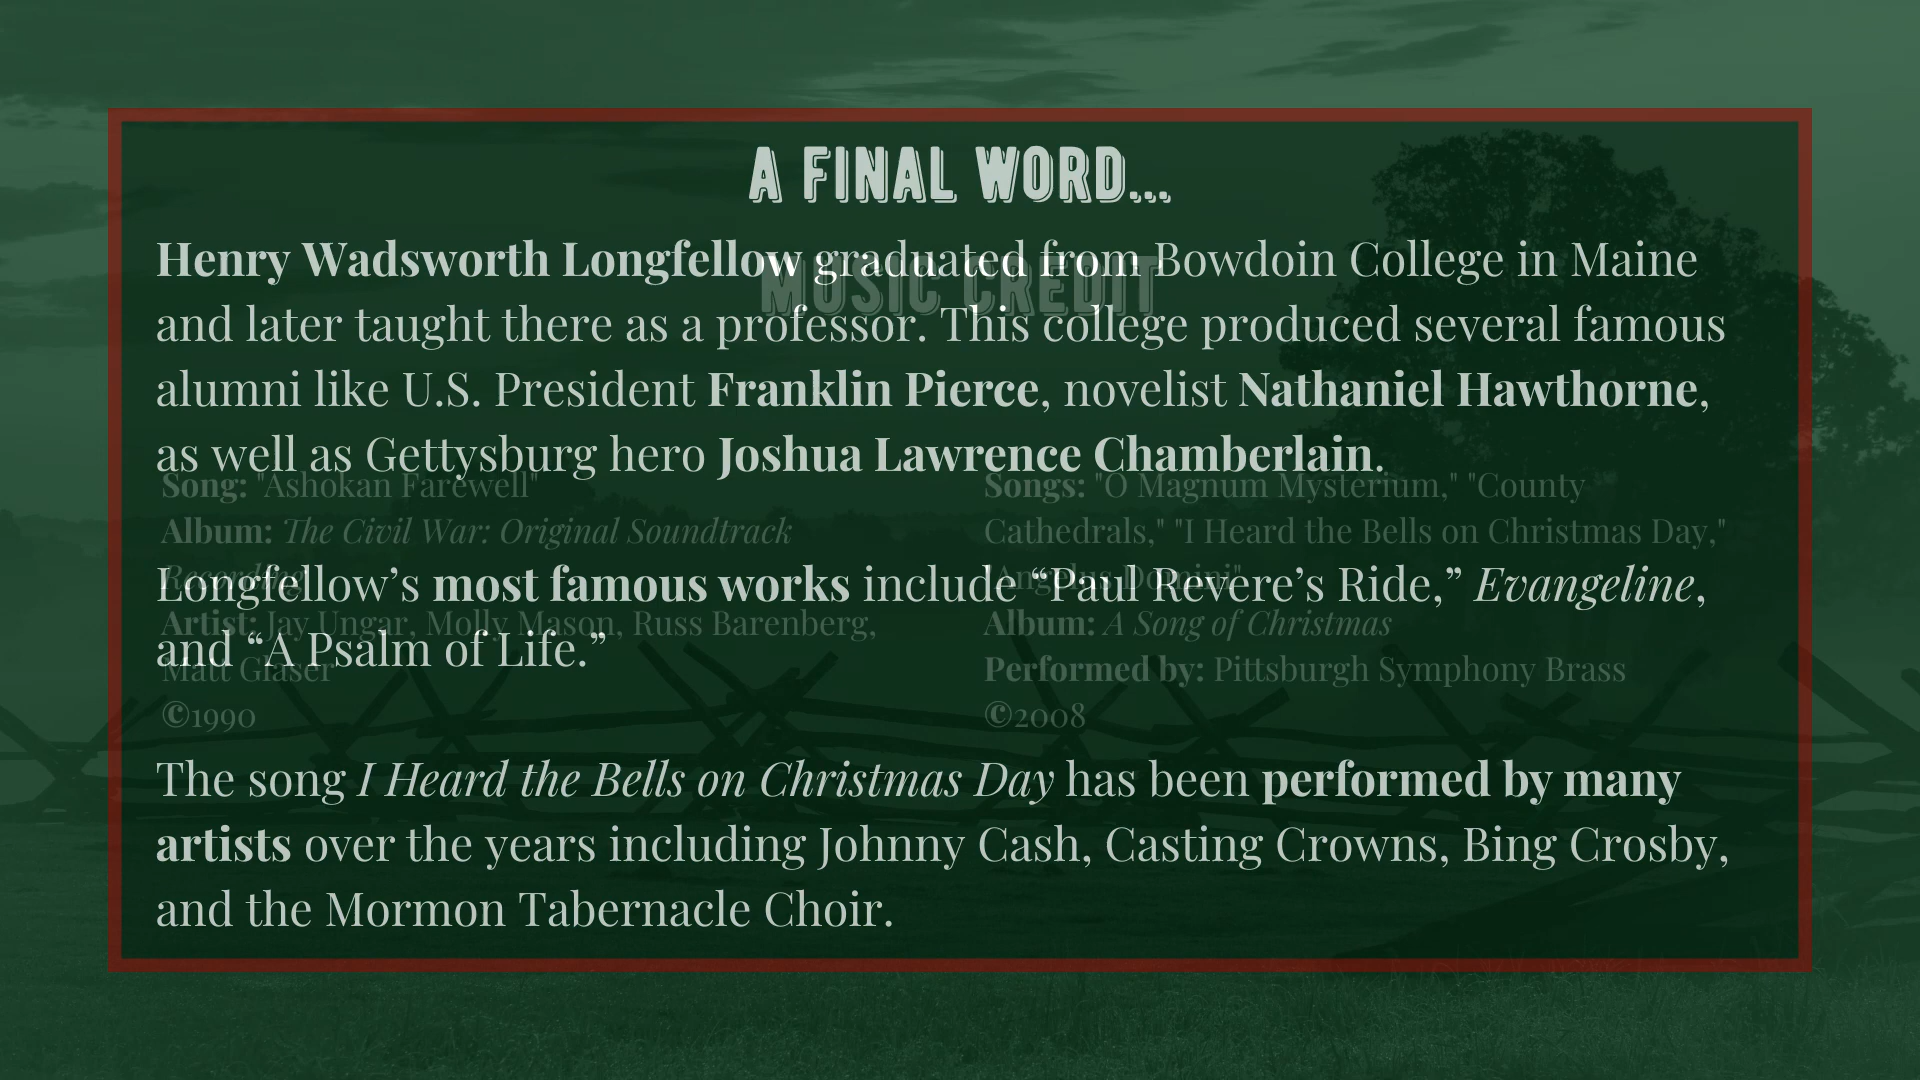 A FINAL WORD...
Henry Wadsworth Longfellow graduated from Bowdoin College in Maine
and later taught there as a professor. This college produced several famous
alumni like U.S. President Franklin Pierce, novelist Nathaniel Hawthorne,
as well as Gettysburg hero Joshua Lawrence Chamberlain.
Longfellow’s most famous works include “Paul Revere’s Ride,” Evangeline,
and “A Psalm of Life.”
The song I Heard the Bells on Christmas Day has been performed by many
artists over the years including Johnny Cash, Casting Crowns, Bing Crosby,
and the Mormon Tabernacle Choir.
MUSIC CREDIT
Song: "Ashokan Farewell"
Album: The Civil War: Original Soundtrack
Recording
Artist: Jay Ungar, Molly Mason, Russ Barenberg,
Matt Glaser
©1990
Songs: "O Magnum Mysterium," "County
Cathedrals," "I Heard the Bells on Christmas Day,"
"Angelus Domini"
Album: A Song of Christmas
Performed by: Pittsburgh Symphony Brass
©2008